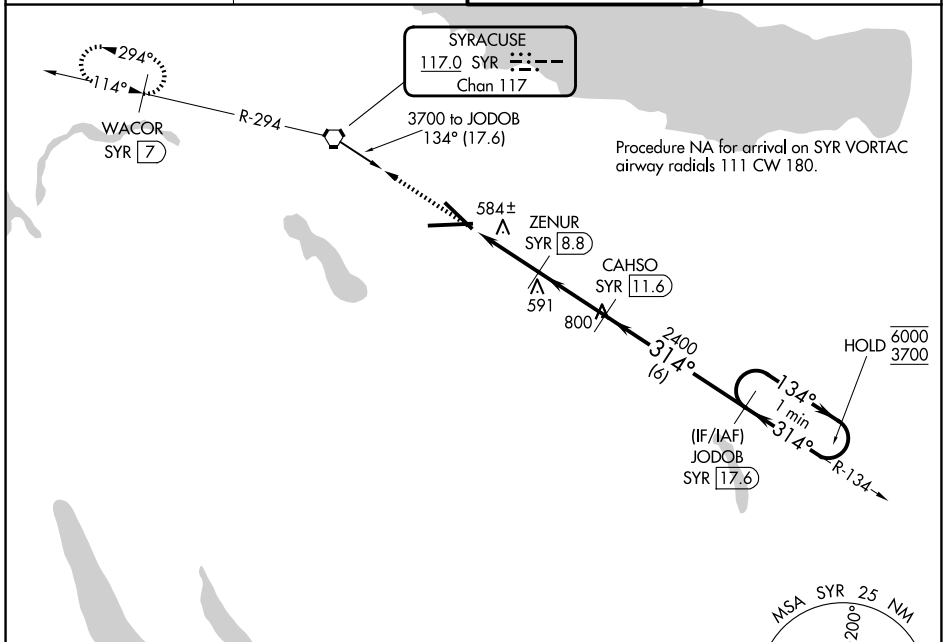 SYRACUSE
117.0 SYR
Chan 117
294°
114°
WACOR
SYR 7
R-294
3700 to JODOB
134° (17.6)
Procedure NA for arrival on SYR VORTAC
airway radials 111 CW 180.
584±
ZENUR
SYR 8.8
591
CAHSO
SYR 11.6
800
2400
314°
(6)
HOLD 6000
3700
134°
1 min
314°
(IF/IAF)
JODOB
SYR 17.6
R-134
MSA SYR 25 NM
200°